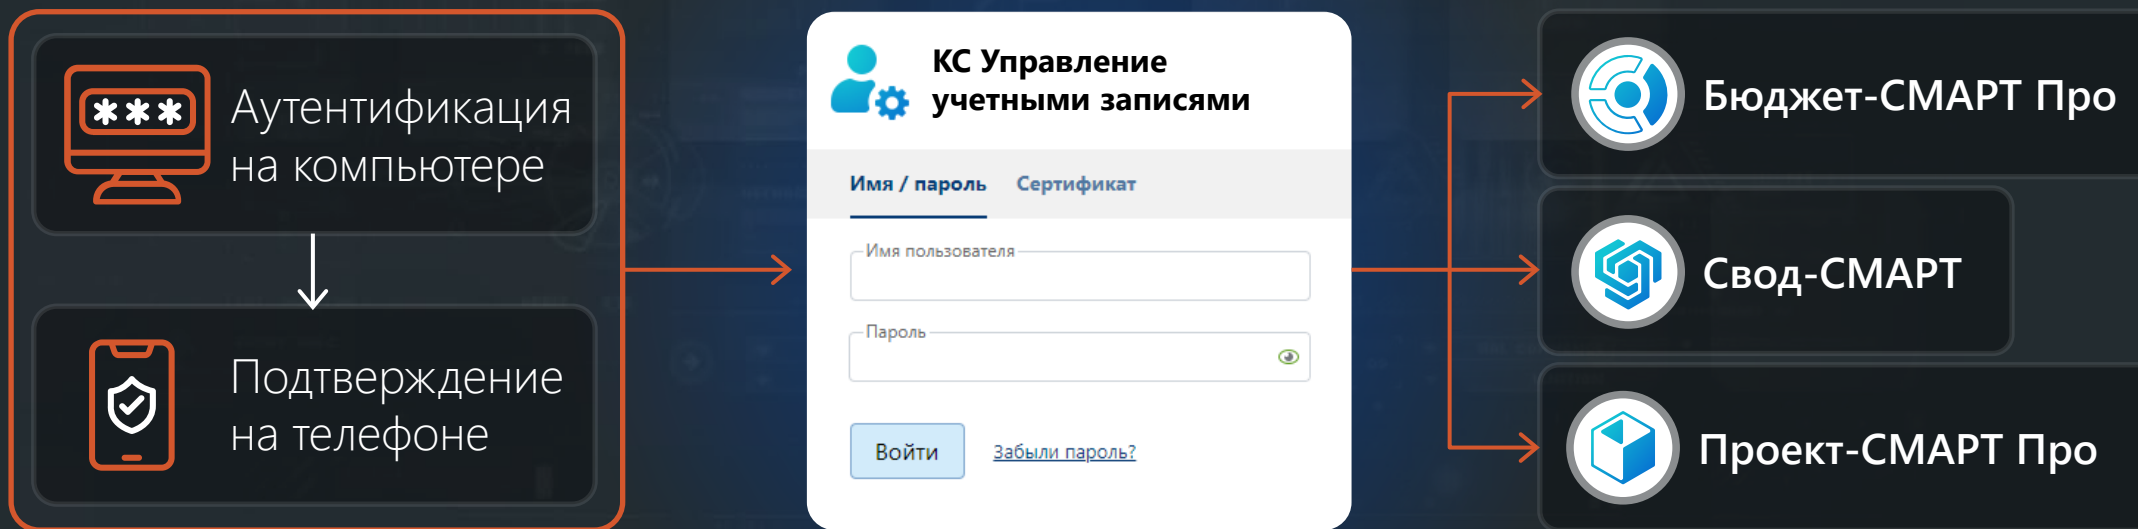 Аутентификация
на компьютере
Подтверждение
на телефоне
КС Управление
учетными записями
Имя / пароль Сертификат
Имя пользователя
Пароль
Войти Забыли пароль?
Бюджет-СМАРТ Про
Свод-СМАРТ
Проект-СМАРТ Про